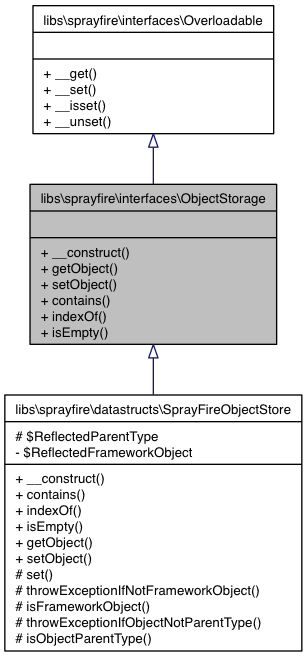 libs\sprayfire\interfaces\Overloadable
+ __get()
+ __set()
+ __isset()
+ __unset()
libs\sprayfire\interfaces\ObjectStorage
+ __construct()
+ getObject()
+ setObject()
+ contains()
+ indexOf()
+ isEmpty()
libs\sprayfire\datastructs\SprayFireObjectStore
# $ReflectedParentType
- $ReflectedFrameworkObject
+ __construct()
+ contains()
+ indexOf()
+ isEmpty()
+ getObject()
+ setObject()
# set()
# throwExceptionIfNotFrameworkObject()
# isFrameworkObject()
# throwExceptionIfObjectNotParentType()
# isObjectParentType()